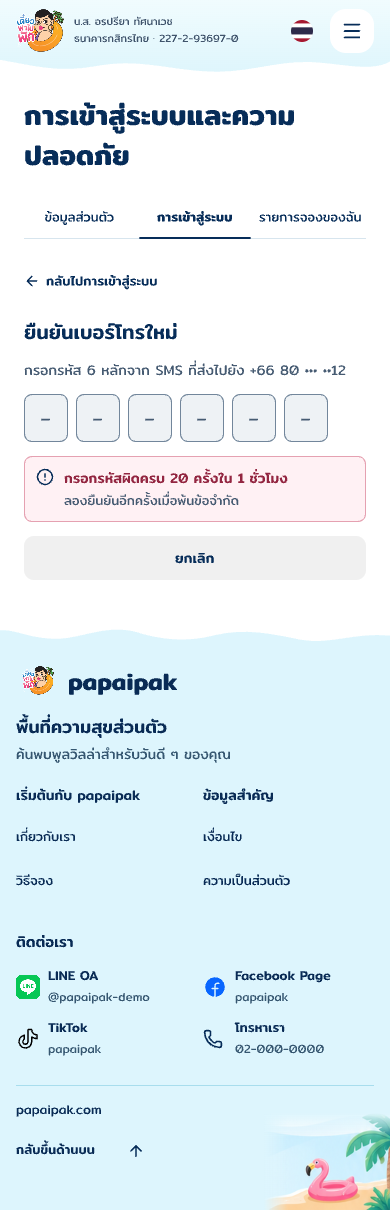 เที่ยว
พาไป
พัก
น.ส. อรปรียา ทัศนาเวช
ธนาคารกสิกรไทย · 227-2-93697-0
การเข้าสู่ระบบและความ
ปลอดภัย
ข้อมูลส่วนตัว
การเข้าสู่ระบบ
รายการจองของฉัน
← กลับไปการเข้าสู่ระบบ
ยืนยันเบอร์โทรใหม่
กรอกรหัส 6 หลักจาก SMS ที่ส่งไปยัง +66 80 ••• ••12
– – – – – –
กรอกรหัสผิดครบ 20 ครั้งใน 1 ชั่วโมง
ลองยืนยันอีกครั้งเมื่อพ้นข้อจำกัด
ยกเลิก
papaipak
พื้นที่ความสุขส่วนตัว
ค้นพบพูลวิลล่าสำหรับวันดี ๆ ของคุณ
เริ่มต้นกับ papaipak
ข้อมูลสำคัญ
เกี่ยวกับเรา
เงื่อนไข
วิธีจอง
ความเป็นส่วนตัว
ติดต่อเรา
LINE
LINE OA
@papaipak-demo
Facebook Page
papaipak
TikTok
papaipak
โทรหาเรา
02-000-0000
papaipak.com
กลับขึ้นด้านบน ↑